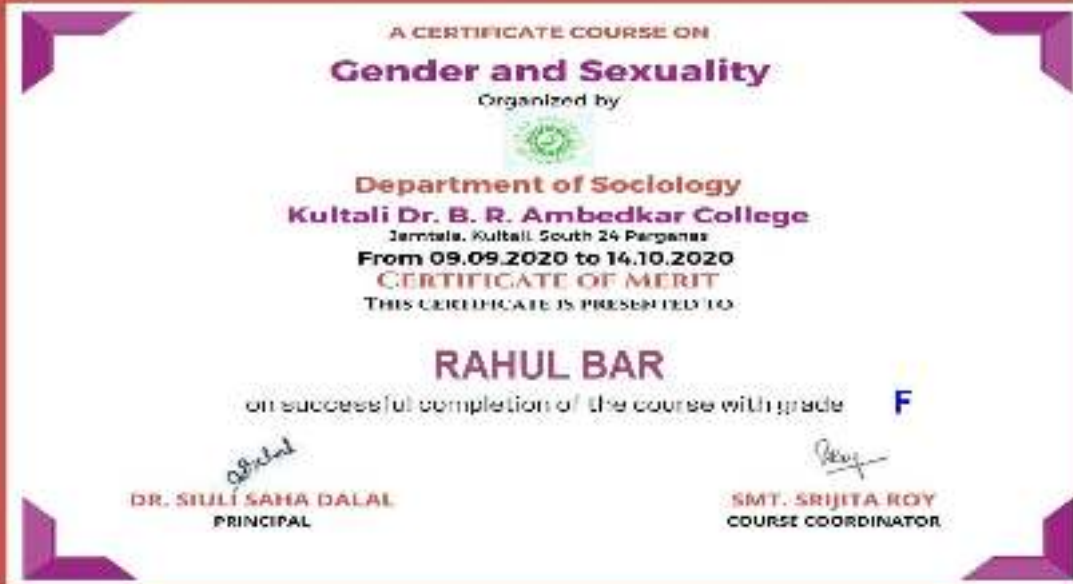 A CERTIFICATE COURSE ON
Gender and Sexuality
Organized by
Department of Sociology
Kultali Dr. B. R. Ambedkar College
Jamtala, Kultali, South 24 Parganas
From 09.09.2020 to 14.10.2020
CERTIFICATE OF MERIT
THIS CERTIFICATE IS PRESENTED TO
RAHUL BAR
on successful completion of the course with grade F
DR. SIULI SAHA DALAL
PRINCIPAL
SMT. SRIJITA ROY
COURSE COORDINATOR